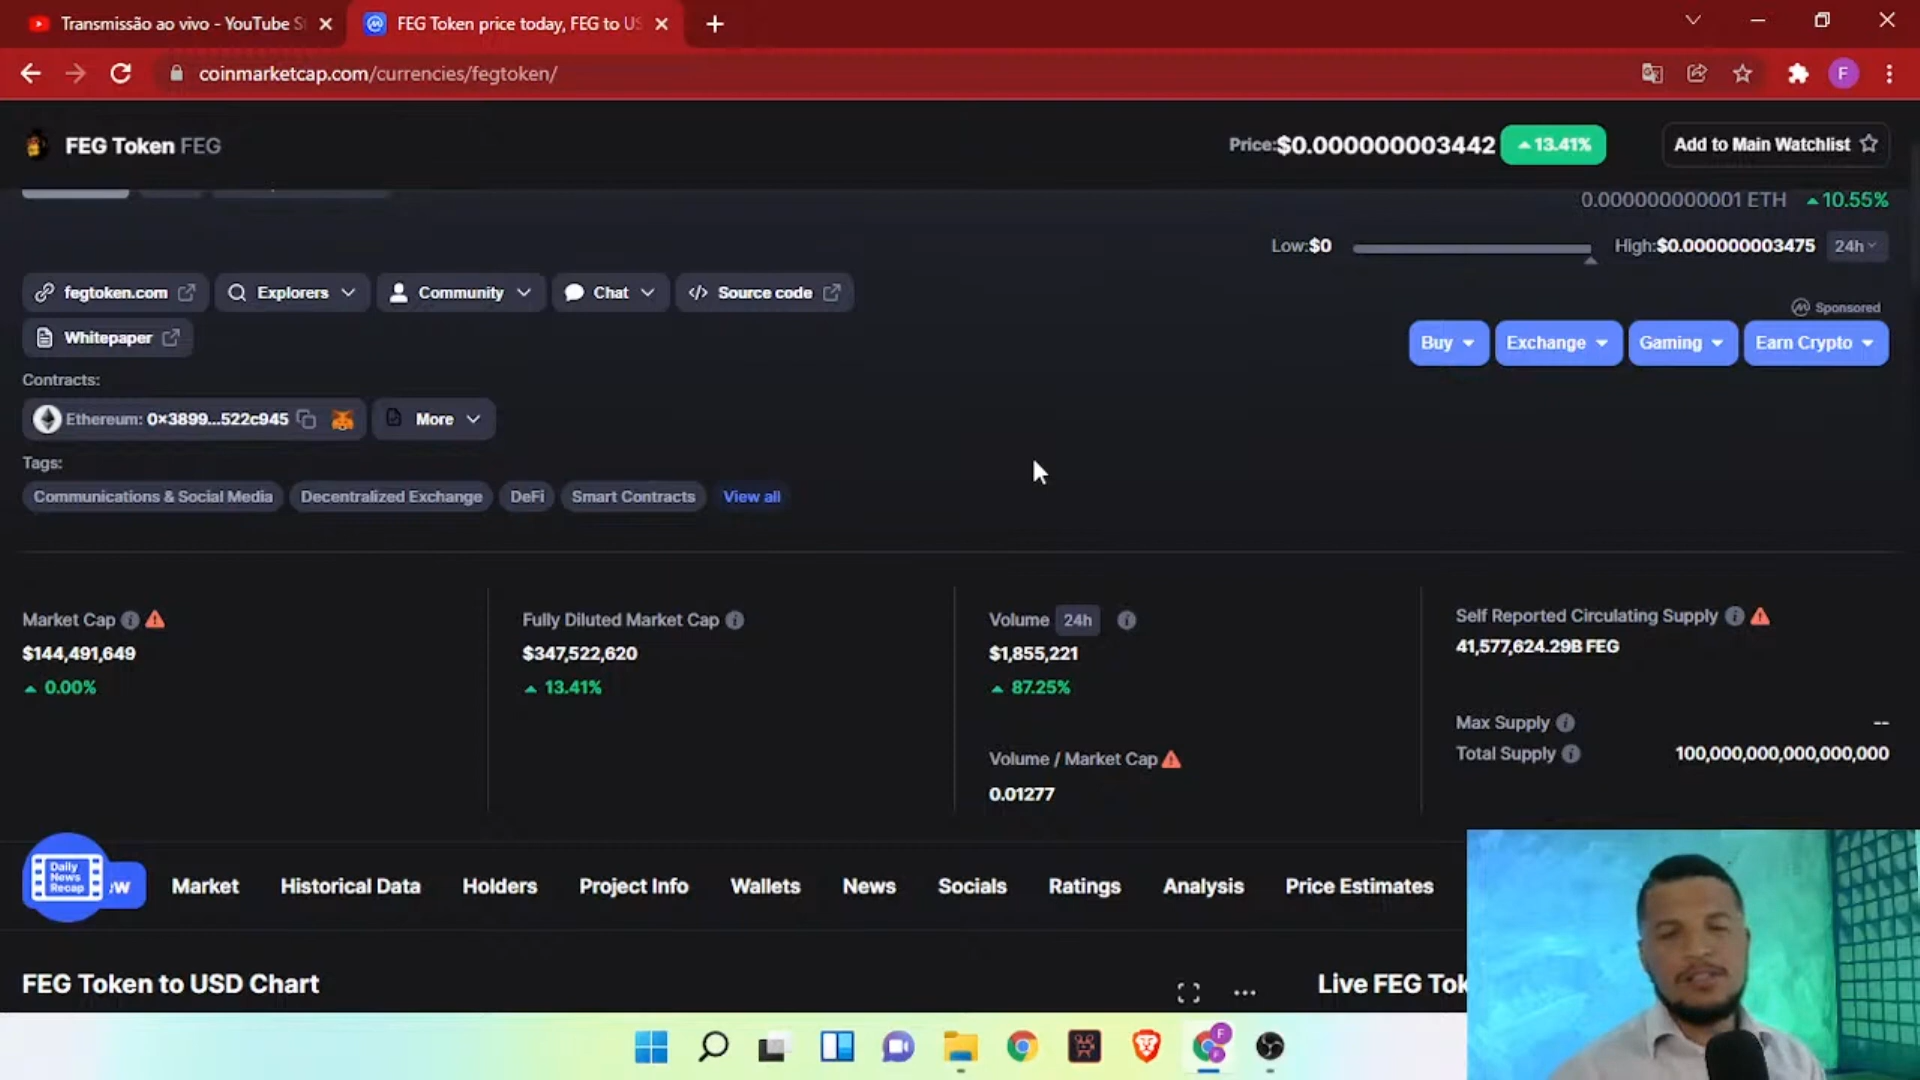 Transmissão ao vivo - YouTube S
FEG Token price today, FEG to US
coinmarketcap.com/currencies/fegtoken/
F
FEG Token FEG
Price:$0.000000003442
13.41%
Add to Main Watchlist
0.000000000001 ETH
10.55%
Low:$0
High:$0.000000003475
24h
fegtoken.com
Explorers
Community
Chat
</> Source code
Sponsored
Whitepaper
Buy
Exchange
Gaming
Earn Crypto
Contracts:
Ethereum: 0x3899...522c945
More
Tags:
Communications & Social Media
Decentralized Exchange
DeFi
Smart Contracts
View all
Market Cap
$144,491,649
0.00%
Fully Diluted Market Cap
$347,522,620
13.41%
Volume 24h
$1,855,221
87.25%
Volume / Market Cap
0.01277
Self Reported Circulating Supply
41,577,624.29B FEG
Max Supply --
Total Supply 100,000,000,000,000,000
Daily
News
Recap
ew
Market
Historical Data
Holders
Project Info
Wallets
News
Socials
Ratings
Analysis
Price Estimates
FEG Token to USD Chart
Live FEG Tok
F
F